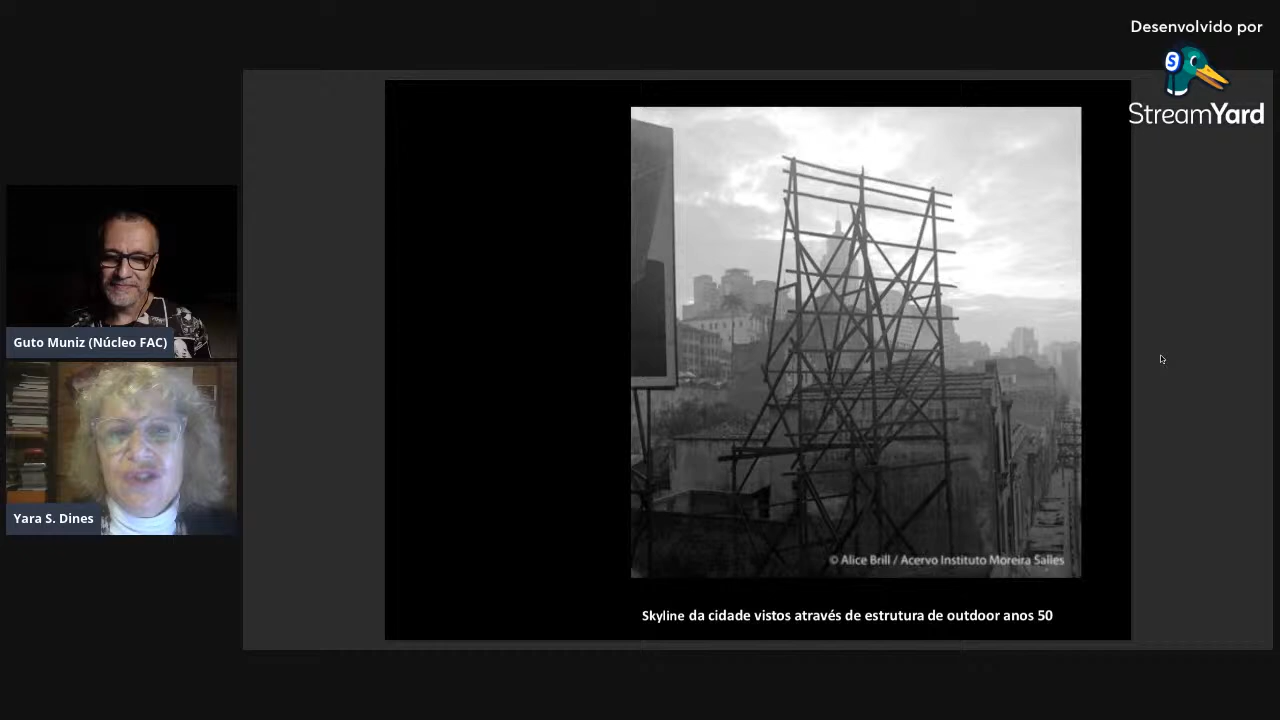 Desenvolvido por
S
StreamYard
Guto Muniz (Núcleo FAC)
Yara S. Dines
© Alice Brill / Acervo Instituto Moreira Salles
Skyline da cidade vistos através de estrutura de outdoor anos 50